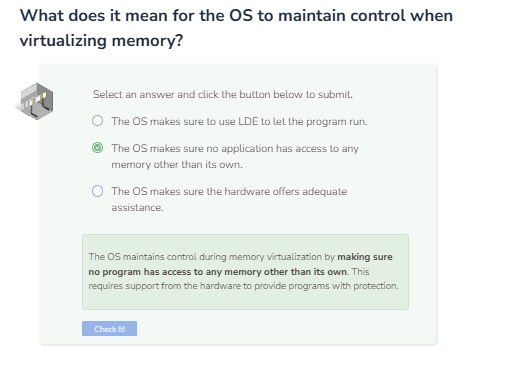 What does it mean for the OS to maintain control when
virtualizing memory?
Select an answer and click the button below to submit.
The OS makes sure to use LDE to let the program run.
The OS makes sure no application has access to any
memory other than its own.
The OS makes sure the hardware offers adequate
assistance.
The OS maintains control during memory virtualization by making sure
no program has access to any memory other than its own. This
requires support from the hardware to provide programs with protection.
Check It!